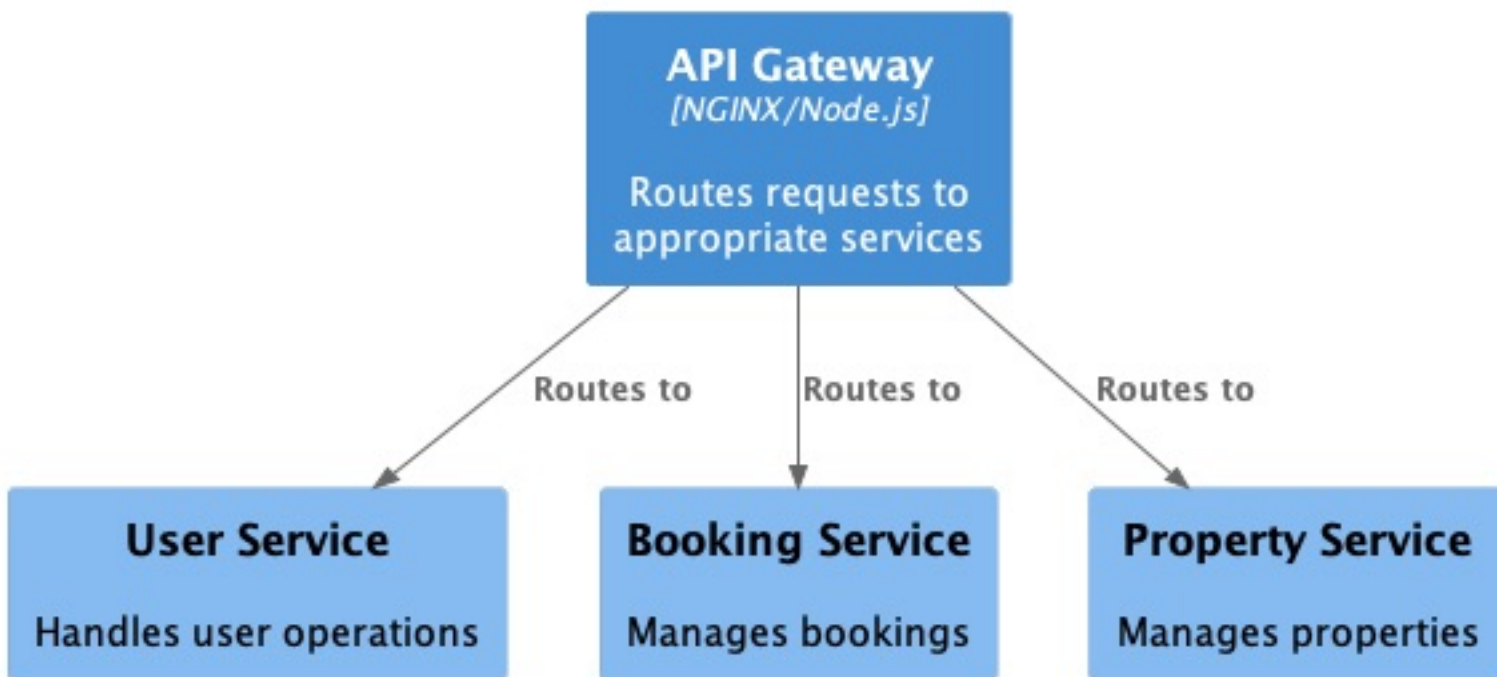 API Gateway
[NGINX/Node.js]
Routes requests to
appropriate services
Routes to
Routes to
Routes to
User Service
Handles user operations
Booking Service
Manages bookings
Property Service
Manages properties